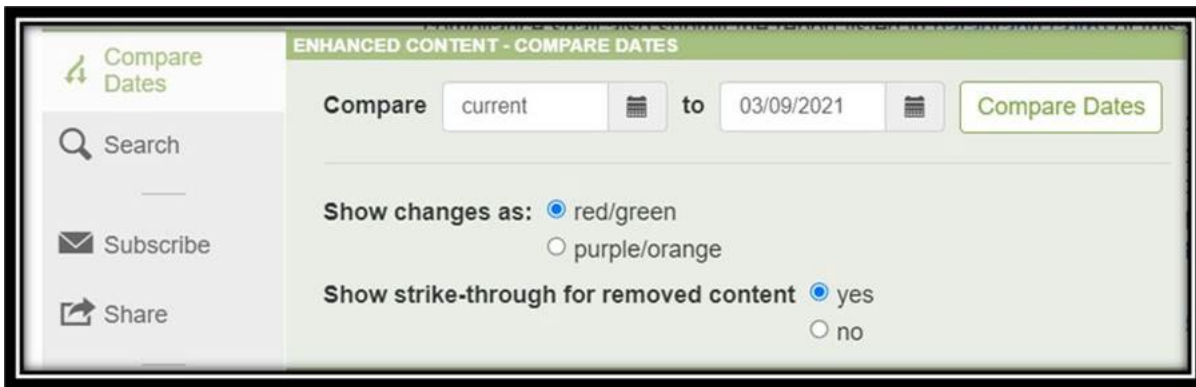 Compare
Dates
Search
Subscribe
Share
ENHANCED CONTENT - COMPARE DATES
Compare current to 03/09/2021 Compare Dates
Show changes as: red/green
purple/orange
Show strike-through for removed content yes
no